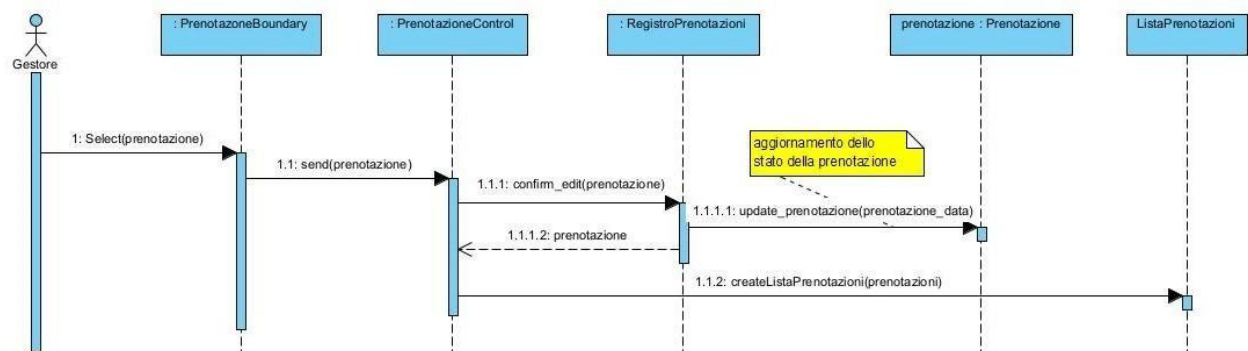 : PrenotazoneBoundary
: PrenotazioneControl
: RegistroPrenotazioni
prenotazione : Prenotazione
ListaPrenotazioni
Gestore
1: Select(prenotazione)
1.1: send(prenotazione)
aggiornamento dello
stato della prenotazione
1.1.1: confirm_edit(prenotazione)
1.1.1.1: update_prenotazione(prenotazione_data)
1.1.1.2: prenotazione
1.1.2: createListaPrenotazioni(prenotazioni)